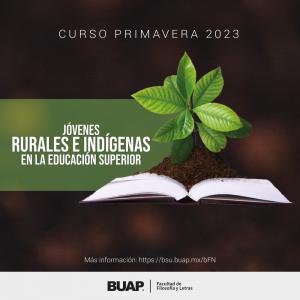 CURSO PRIMAVERA 2023
JÓVENES
RURALES E INDÍGENAS
EN LA EDUCACIÓN SUPERIOR
Más información: https://bsu.buap.mx/bFN
BUAP
Facultad de
Filosofía y Letras